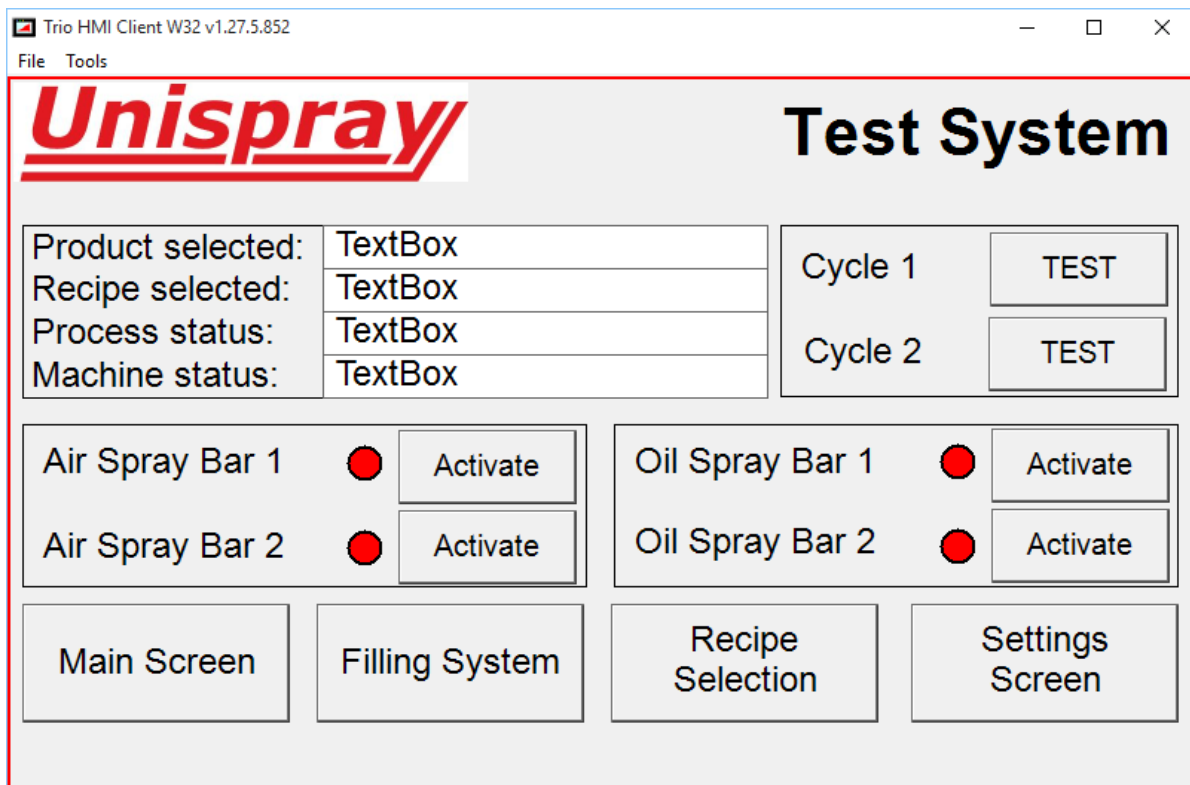 Trio HMI Client W32 v1.27.5.852
File Tools
Unispray
Test System
Product selected: TextBox
Recipe selected: TextBox
Process status: TextBox
Machine status: TextBox
Cycle 1 TEST
Cycle 2 TEST
Air Spray Bar 1 Activate
Air Spray Bar 2 Activate
Oil Spray Bar 1 Activate
Oil Spray Bar 2 Activate
Main Screen
Filling System
Recipe
Selection
Settings
Screen